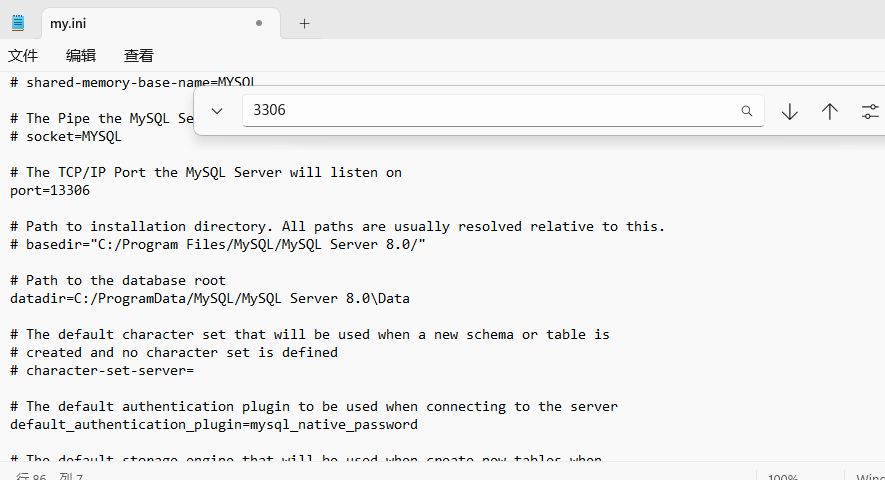 my.ini
文件 编辑 查看
# shared-memory-base-name=MYSQL
3306
# The Pipe the MySQL Se
# socket=MYSQL
# The TCP/IP Port the MySQL Server will listen on
port=13306
# Path to installation directory. All paths are usually resolved relative to this.
# basedir="C:/Program Files/MySQL/MySQL Server 8.0/"
# Path to the database root
datadir=C:/ProgramData/MySQL/MySQL Server 8.0\Data
# The default character set that will be used when a new schema or table is
# created and no character set is defined
# character-set-server=
# The default authentication plugin to be used when connecting to the server
default_authentication_plugin=mysql_native_password
# The default storage engine that will be used when create new tables when
行 86, 列 7
100%
Wind